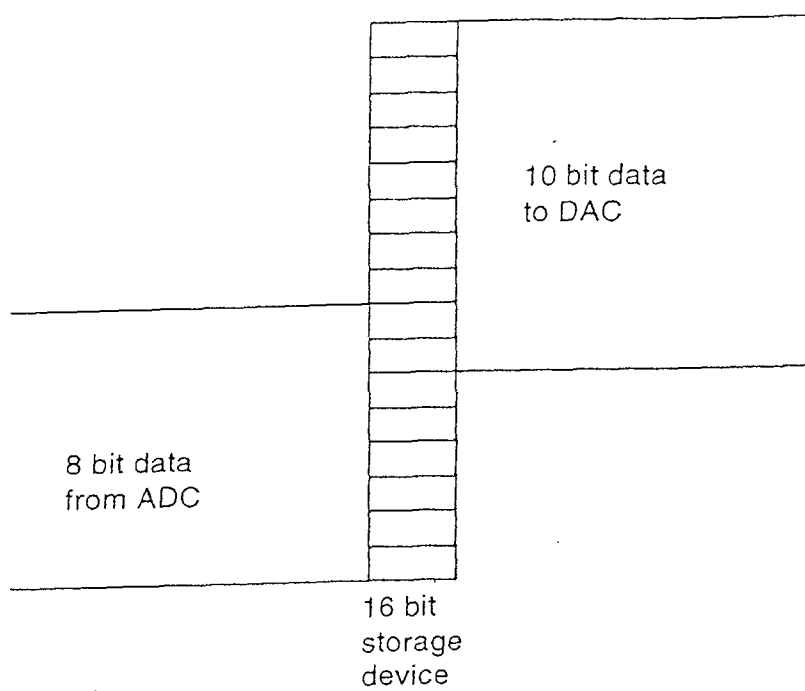 10 bit data
to DAC
8 bit data
from ADC
16 bit
storage
device